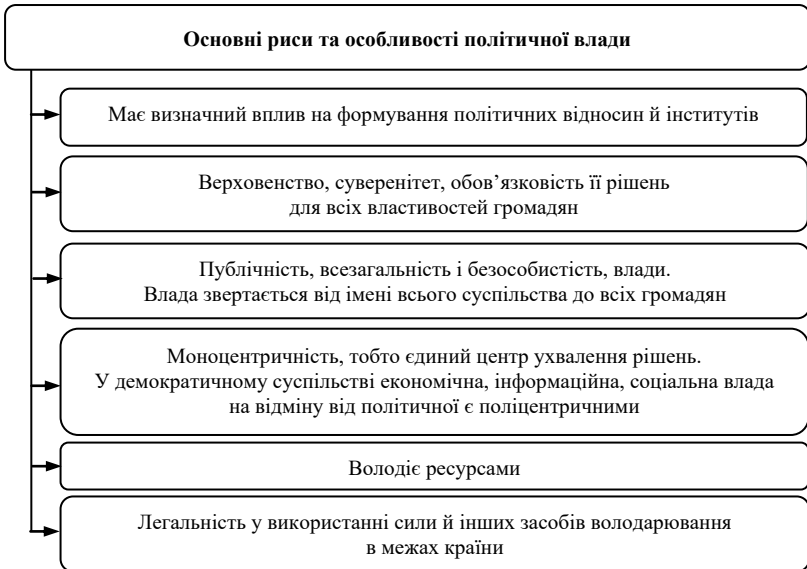 Основні риси та особливості політичної влади
Має визначний вплив на формування політичних відносин й інститутів
Верховенство, суверенітет, обов’язковість її рішень
для всіх властивостей громадян
Публічність, всезагальність і безособистість, влади.
Влада звертається від імені всього суспільства до всіх громадян
Моноцентричність, тобто єдиний центр ухвалення рішень.
У демократичному суспільстві економічна, інформаційна, соціальна влада
на відміну від політичної є поліцентричними
Володіє ресурсами
Легальність у використанні сили й інших засобів володарювання
в межах країни